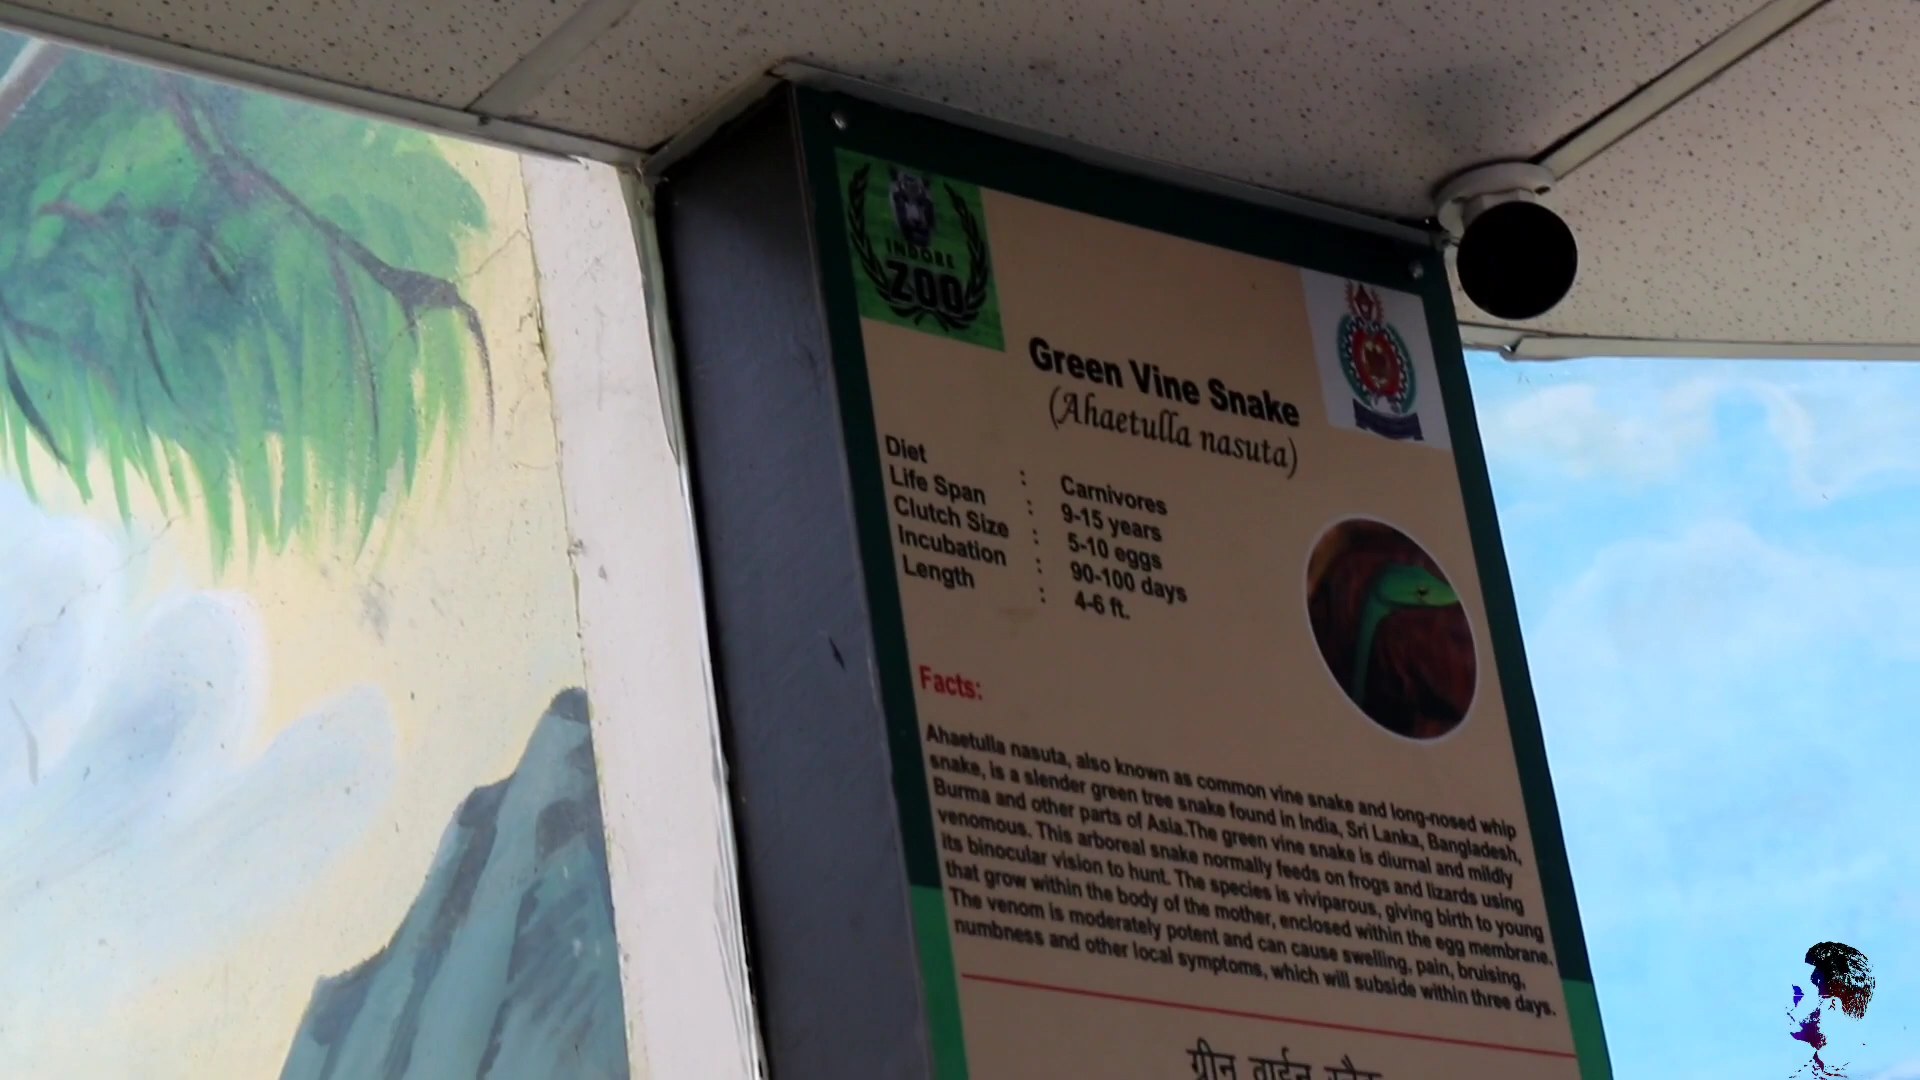 INDORE
ZOO
Green Vine Snake
(Ahaetulla nasuta)
Diet : Carnivores
Life Span : 9-15 years
Clutch Size : 5-10 eggs
Incubation : 90-100 days
Length : 4-6 ft.
Facts:
Ahaetulla nasuta, also known as common vine snake and long-nosed whip
snake, is a slender green tree snake found in India, Sri Lanka, Bangladesh,
Burma and other parts of Asia.The green vine snake is diurnal and mildly
venomous. This arboreal snake normally feeds on frogs and lizards using
its binocular vision to hunt. The species is viviparous, giving birth to young
that grow within the body of the mother, enclosed within the egg membrane.
The venom is moderately potent and can cause swelling, pain, bruising,
numbness and other local symptoms, which will subside within three days.
ग्रीन वाईन स्नैक